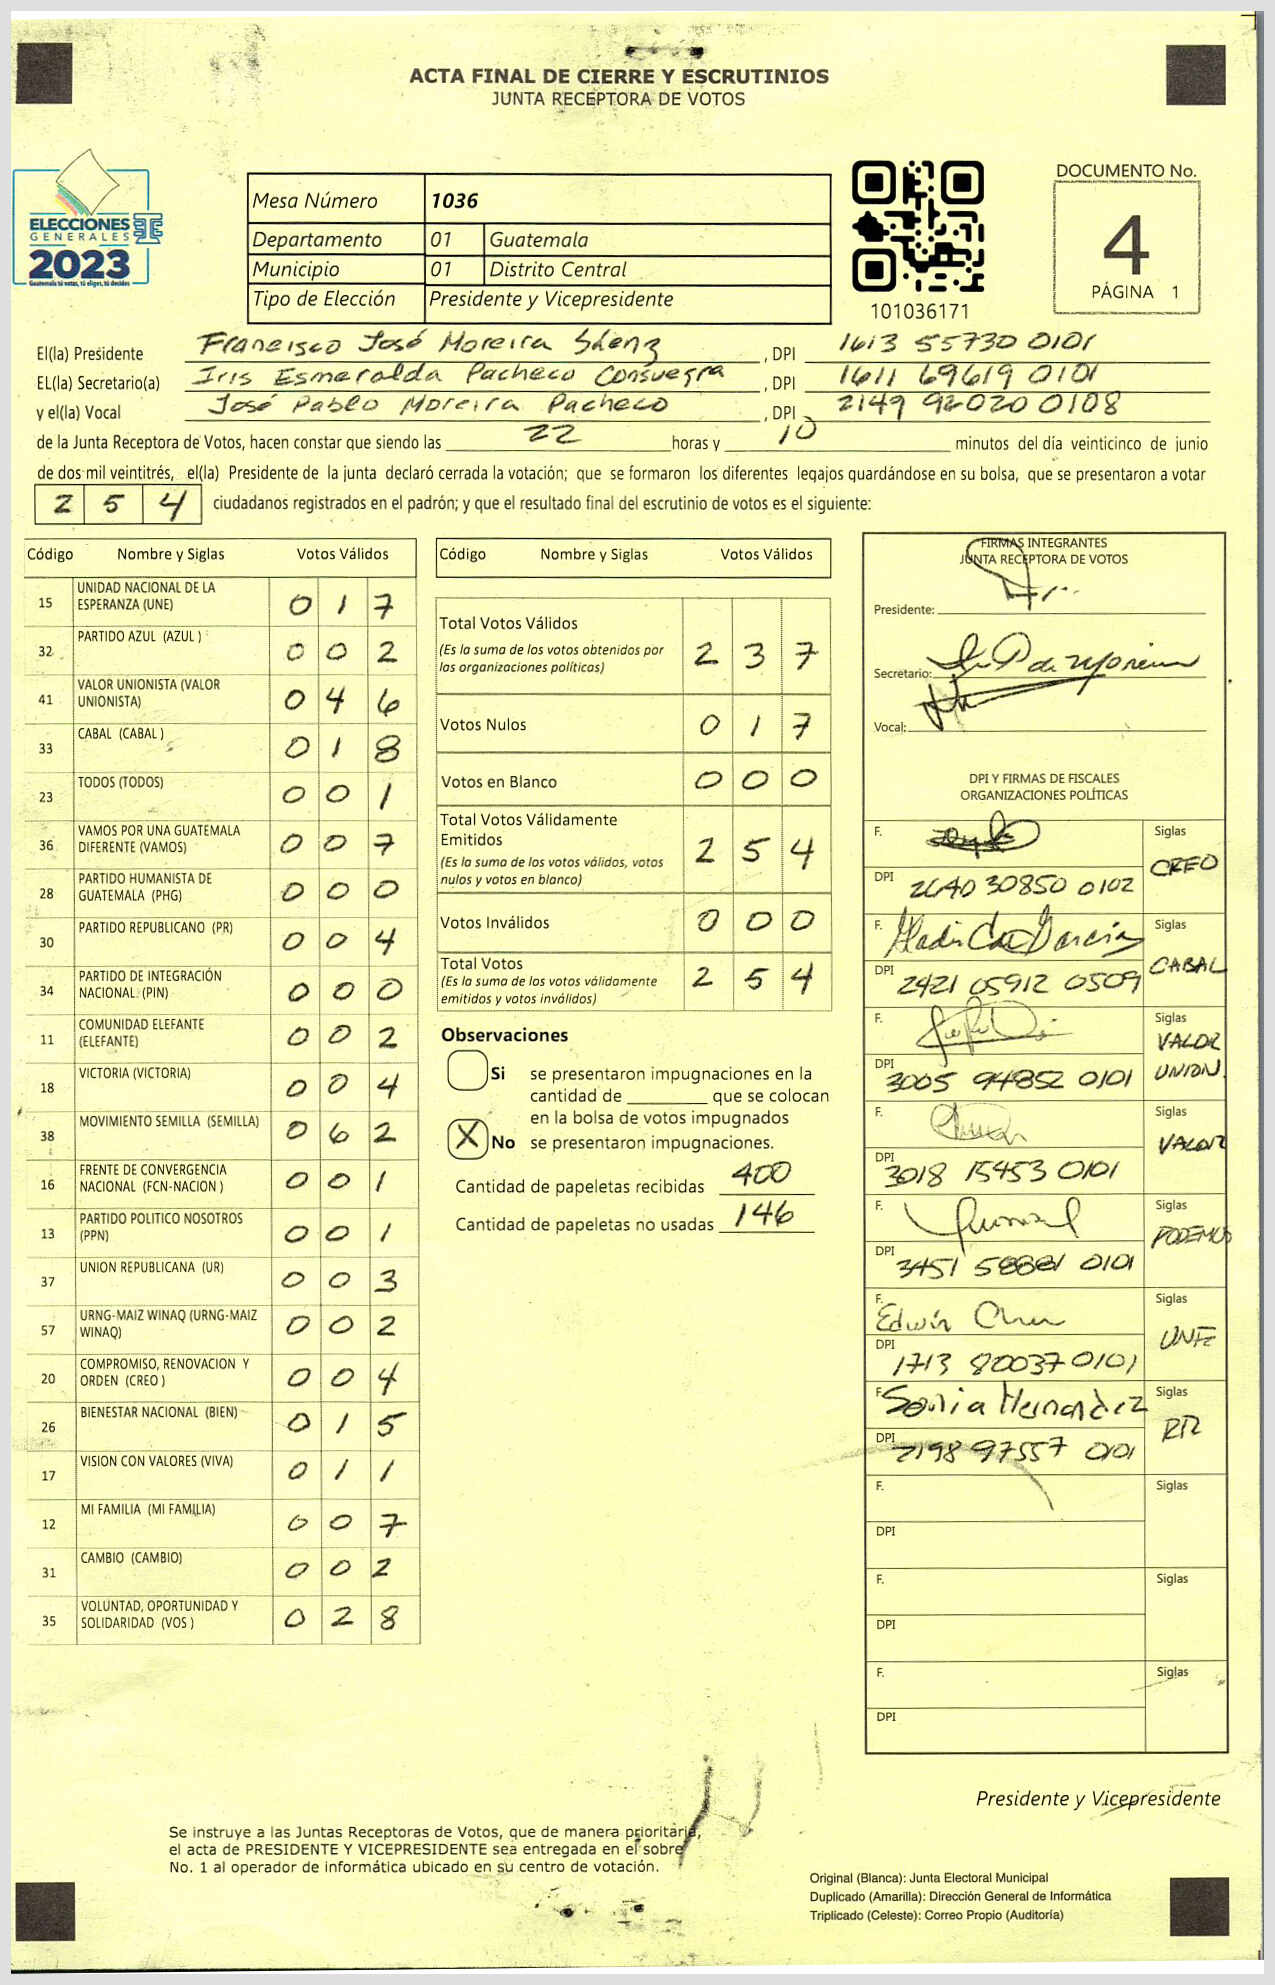 ACTA FINAL DE CIERRE Y ESCRUTINIOS
JUNTA RECEPTORA DE VOTOS
ELECCIONES
GENERALES
2023
Guatemala tú votas, tú eliges, tú decides
Mesa Número 1036
Departamento 01 Guatemala
Municipio 01 Distrito Central
Tipo de Elección Presidente y Vicepresidente
101036171
DOCUMENTO No.
4
PÁGINA 1
El(la) Presidente Francisco José Moreira Sáenz , DPI 1613 55730 0101
EL(la) Secretario(a) Iris Esmeralda Pacheco Consuegra , DPI 1611 69619 0101
y el(la) Vocal José Pablo Moreira Pacheco , DPI 2149 92020 0108
de la Junta Receptora de Votos, hacen constar que siendo las 22 horas y 10 minutos del día veinticinco de junio
de dos mil veintitrés, el(la) Presidente de la junta declaró cerrada la votación; que se formaron los diferentes legajos guardándose en su bolsa, que se presentaron a votar
2 5 4 ciudadanos registrados en el padrón; y que el resultado final del escrutinio de votos es el siguiente:
Código Nombre y Siglas Votos Válidos
15 UNIDAD NACIONAL DE LA ESPERANZA (UNE) 0 1 7
32 PARTIDO AZUL (AZUL ) 0 0 2
41 VALOR UNIONISTA (VALOR UNIONISTA) 0 4 6
33 CABAL (CABAL ) 0 1 8
23 TODOS (TODOS) 0 0 1
36 VAMOS POR UNA GUATEMALA DIFERENTE (VAMOS) 0 0 7
28 PARTIDO HUMANISTA DE GUATEMALA (PHG) 0 0 0
30 PARTIDO REPUBLICANO (PR) 0 0 4
34 PARTIDO DE INTEGRACIÓN NACIONAL (PIN) 0 0 0
11 COMUNIDAD ELEFANTE (ELEFANTE) 0 0 2
18 VICTORIA (VICTORIA) 0 0 4
38 MOVIMIENTO SEMILLA (SEMILLA) 0 6 2
16 FRENTE DE CONVERGENCIA NACIONAL (FCN-NACION ) 0 0 1
13 PARTIDO POLITICO NOSOTROS (PPN) 0 0 1
37 UNION REPUBLICANA (UR) 0 0 3
57 URNG-MAIZ WINAQ (URNG-MAIZ WINAQ) 0 0 2
20 COMPROMISO, RENOVACION Y ORDEN (CREO ) 0 0 4
26 BIENESTAR NACIONAL (BIEN) 0 1 5
17 VISION CON VALORES (VIVA) 0 1 1
12 MI FAMILIA (MI FAMILIA) 0 0 7
31 CAMBIO (CAMBIO) 0 0 2
35 VOLUNTAD, OPORTUNIDAD Y SOLIDARIDAD (VOS ) 0 2 8
Código Nombre y Siglas Votos Válidos
Total Votos Válidos
(Es la suma de los votos obtenidos por las organizaciones políticas) 2 3 7
Votos Nulos 0 1 7
Votos en Blanco 0 0 0
Total Votos Válidamente Emitidos
(Es la suma de los votos válidos, votos nulos y votos en blanco) 2 5 4
Votos Inválidos 0 0 0
Total Votos
(Es la suma de los votos válidamente emitidos y votos inválidos) 2 5 4
Observaciones
Si se presentaron impugnaciones en la
cantidad de ________ que se colocan
en la bolsa de votos impugnados
X No se presentaron impugnaciones.
Cantidad de papeletas recibidas 400
Cantidad de papeletas no usadas 146
FIRMAS INTEGRANTES
JUNTA RECEPTORA DE VOTOS
Presidente:
Secretario:
Vocal:
DPI Y FIRMAS DE FISCALES
ORGANIZACIONES POLÍTICAS
F. Siglas
CREO
DPI 2640 30850 0102
F. Siglas
CABAL
DPI 2421 05912 0509
F. Siglas
VALOR
UNION.
DPI 3005 94852 0101
F. Siglas
VALOR
DPI 3018 15453 0101
F. Siglas
PODEMOS
DPI 3451 58881 0101
F. Edwin Siglas
UNE
DPI 1713 80037 0101
F. Sonia Hernandez Siglas
DPI 2198 97557 0101
F. Siglas
DPI
F. Siglas
DPI
F. Siglas
DPI
Presidente y Vicepresidente
Se instruye a las Juntas Receptoras de Votos, que de manera prioritaria,
el acta de PRESIDENTE Y VICEPRESIDENTE sea entregada en el sobre
No. 1 al operador de informática ubicado en su centro de votación.
Original (Blanca): Junta Electoral Municipal
Duplicado (Amarilla): Dirección General de Informática
Triplicado (Celeste): Correo Propio (Auditoría)